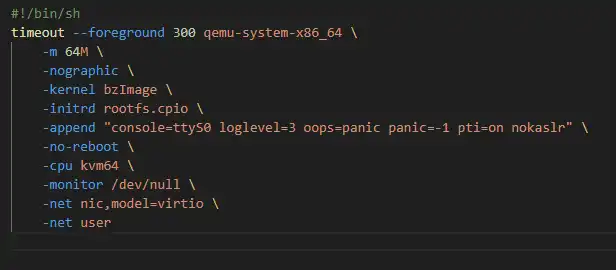 #!/bin/sh
timeout --foreground 300 qemu-system-x86_64 \
    -m 64M \
    -nographic \
    -kernel bzImage \
    -initrd rootfs.cpio \
    -append "console=ttyS0 loglevel=3 oops=panic panic=-1 pti=on nokaslr" \
    -no-reboot \
    -cpu kvm64 \
    -monitor /dev/null \
    -net nic,model=virtio \
    -net user